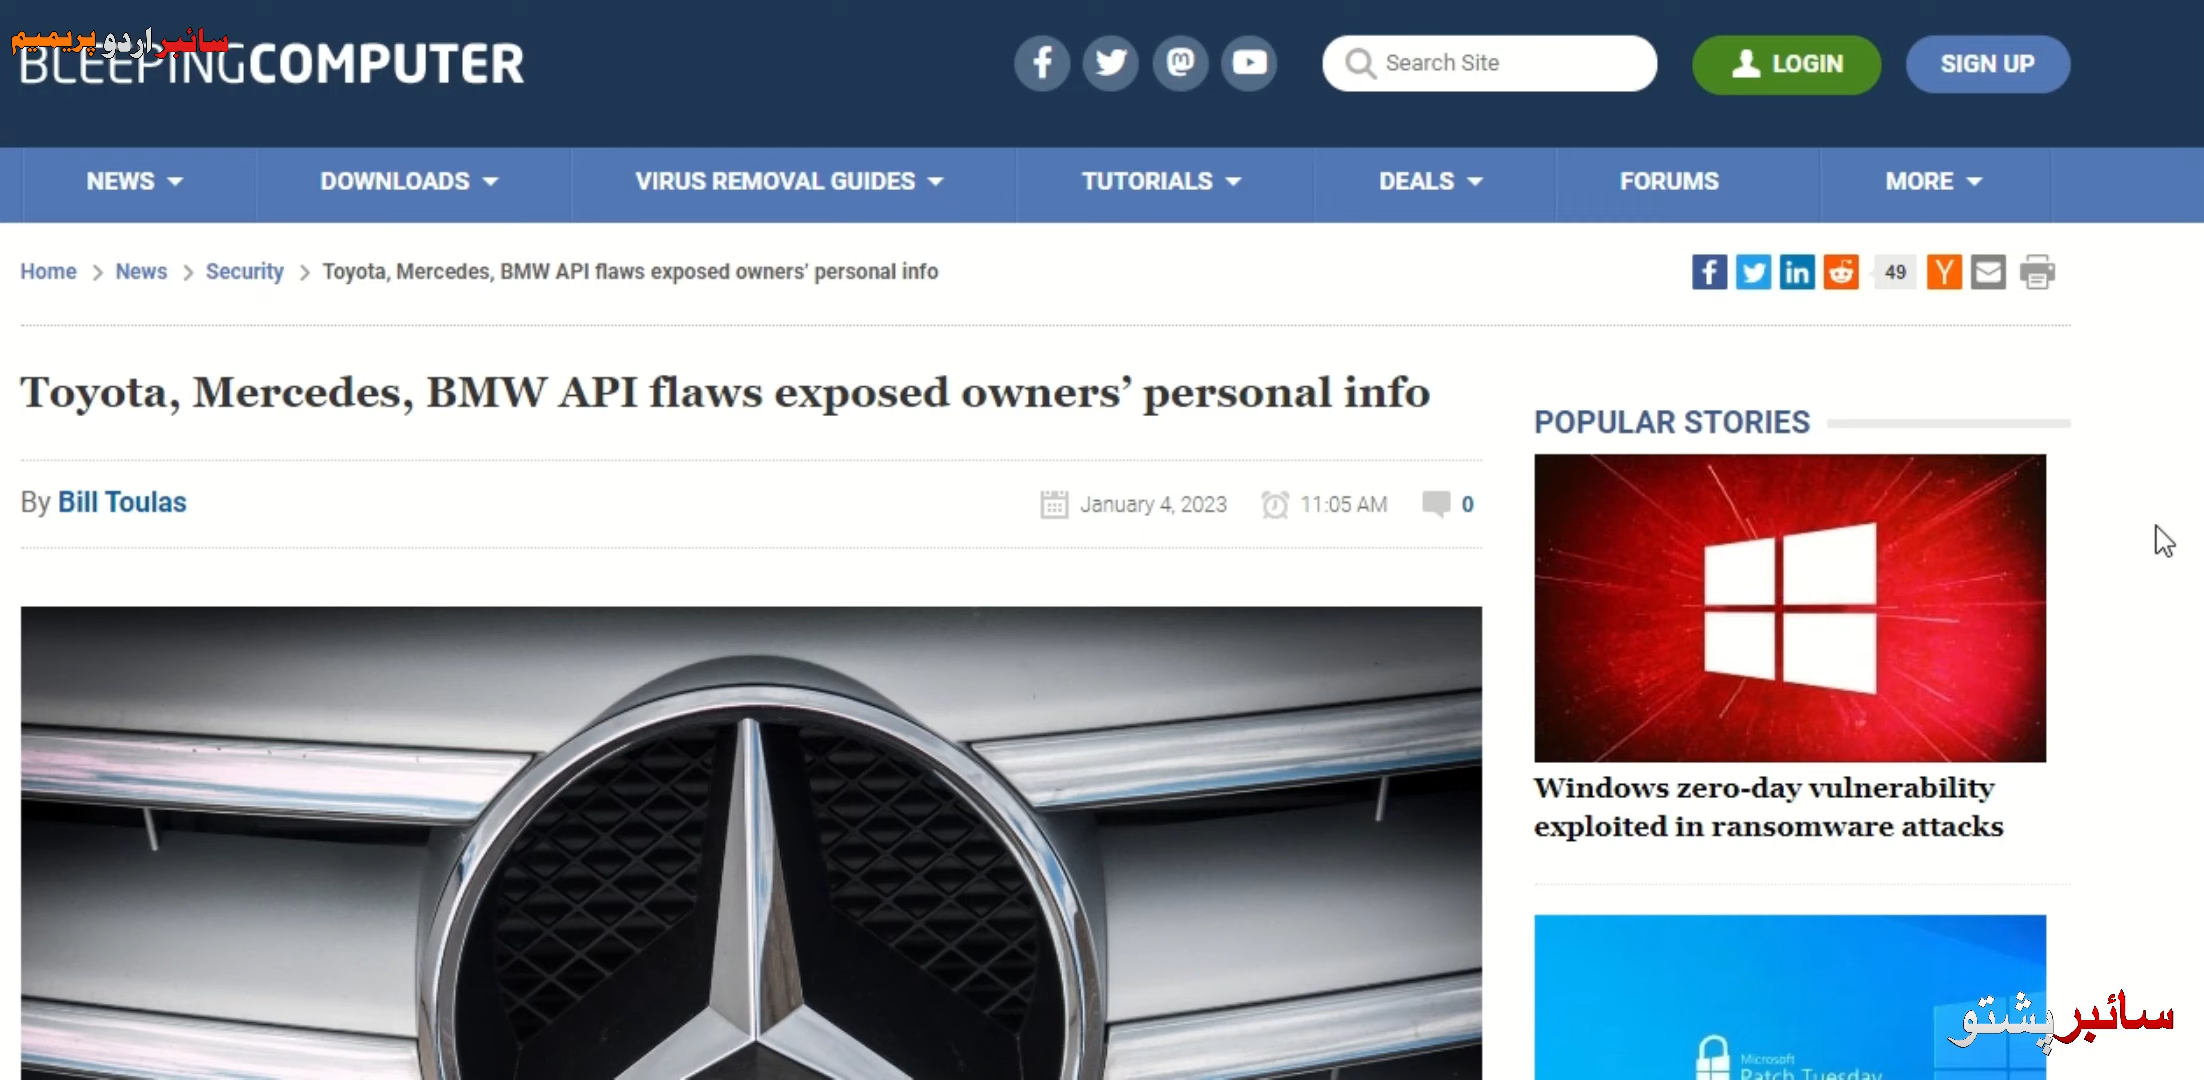 سائبر اردو پریمیم
BLEEPINGCOMPUTER
Search Site
LOGIN
SIGN UP
NEWS
DOWNLOADS
VIRUS REMOVAL GUIDES
TUTORIALS
DEALS
FORUMS
MORE
Home > News > Security > Toyota, Mercedes, BMW API flaws exposed owners’ personal info
49
Toyota, Mercedes, BMW API flaws exposed owners’ personal info
By Bill Toulas
January 4, 2023
11:05 AM
0
POPULAR STORIES
Windows zero-day vulnerability
exploited in ransomware attacks
Microsoft
Patch Tuesday
سائبر پشتو